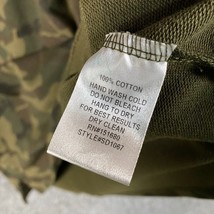 100% COTTON
HAND WASH COLD
DO NOT BLEACH
HANG TO DRY
FOR BEST RESULTS
DRY CLEAN
RN#151680
STYLE#SD1067